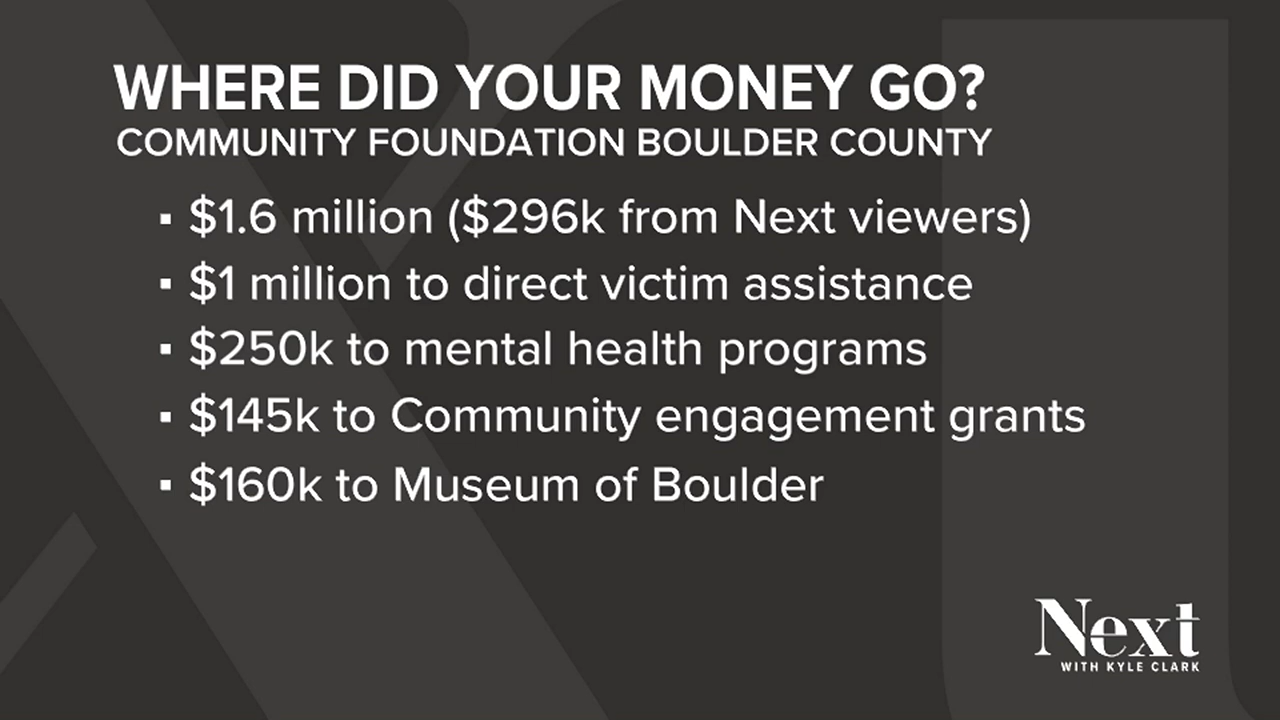 WHERE DID YOUR MONEY GO?
COMMUNITY FOUNDATION BOULDER COUNTY
▪ $1.6 million ($296k from Next viewers)
▪ $1 million to direct victim assistance
▪ $250k to mental health programs
▪ $145k to Community engagement grants
▪ $160k to Museum of Boulder
Next
WITH KYLE CLARK